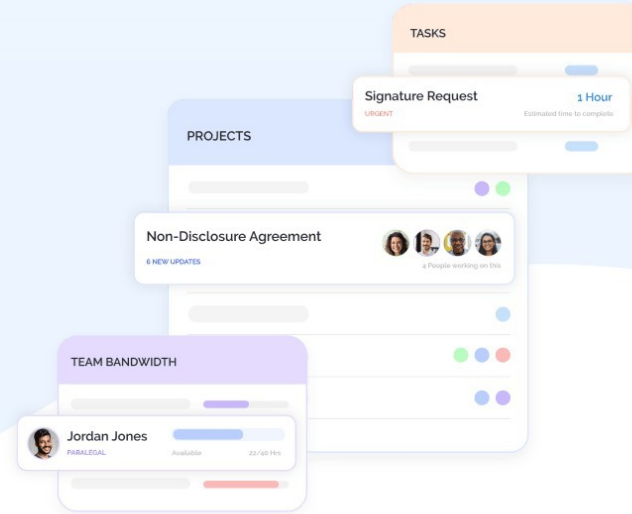 TASKS
Signature Request
1 Hour
URGENT
Estimated time to complete
PROJECTS
Non-Disclosure Agreement
6 NEW UPDATES
4 People working on this
TEAM BANDWIDTH
Jordan Jones
PARALEGAL
Available
22/40 Hrs